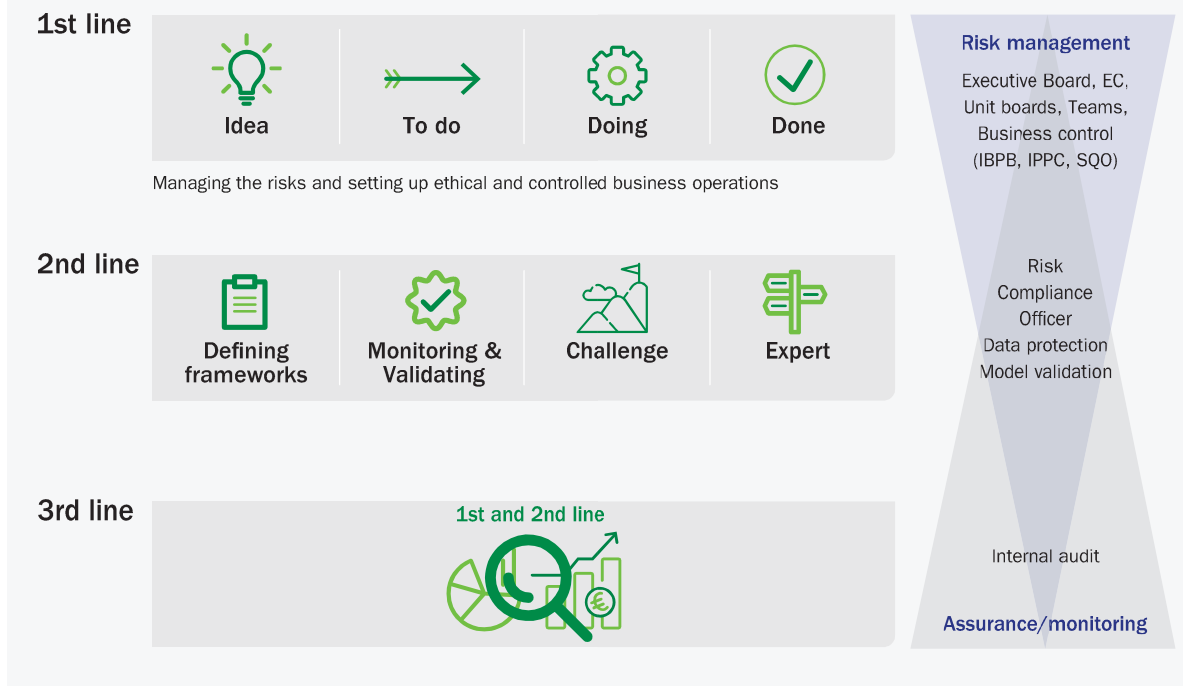 1st line
Idea
To do
Doing
Done
Managing the risks and setting up ethical and controlled business operations
2nd line
Defining
frameworks
Monitoring &
Validating
Challenge
Expert
3rd line
1st and 2nd line
€
Risk management
Executive Board, EC,
Unit boards, Teams,
Business control
(IBPB, IPPC, SQO)
Risk
Compliance
Officer
Data protection
Model validation
Internal audit
Assurance/monitoring